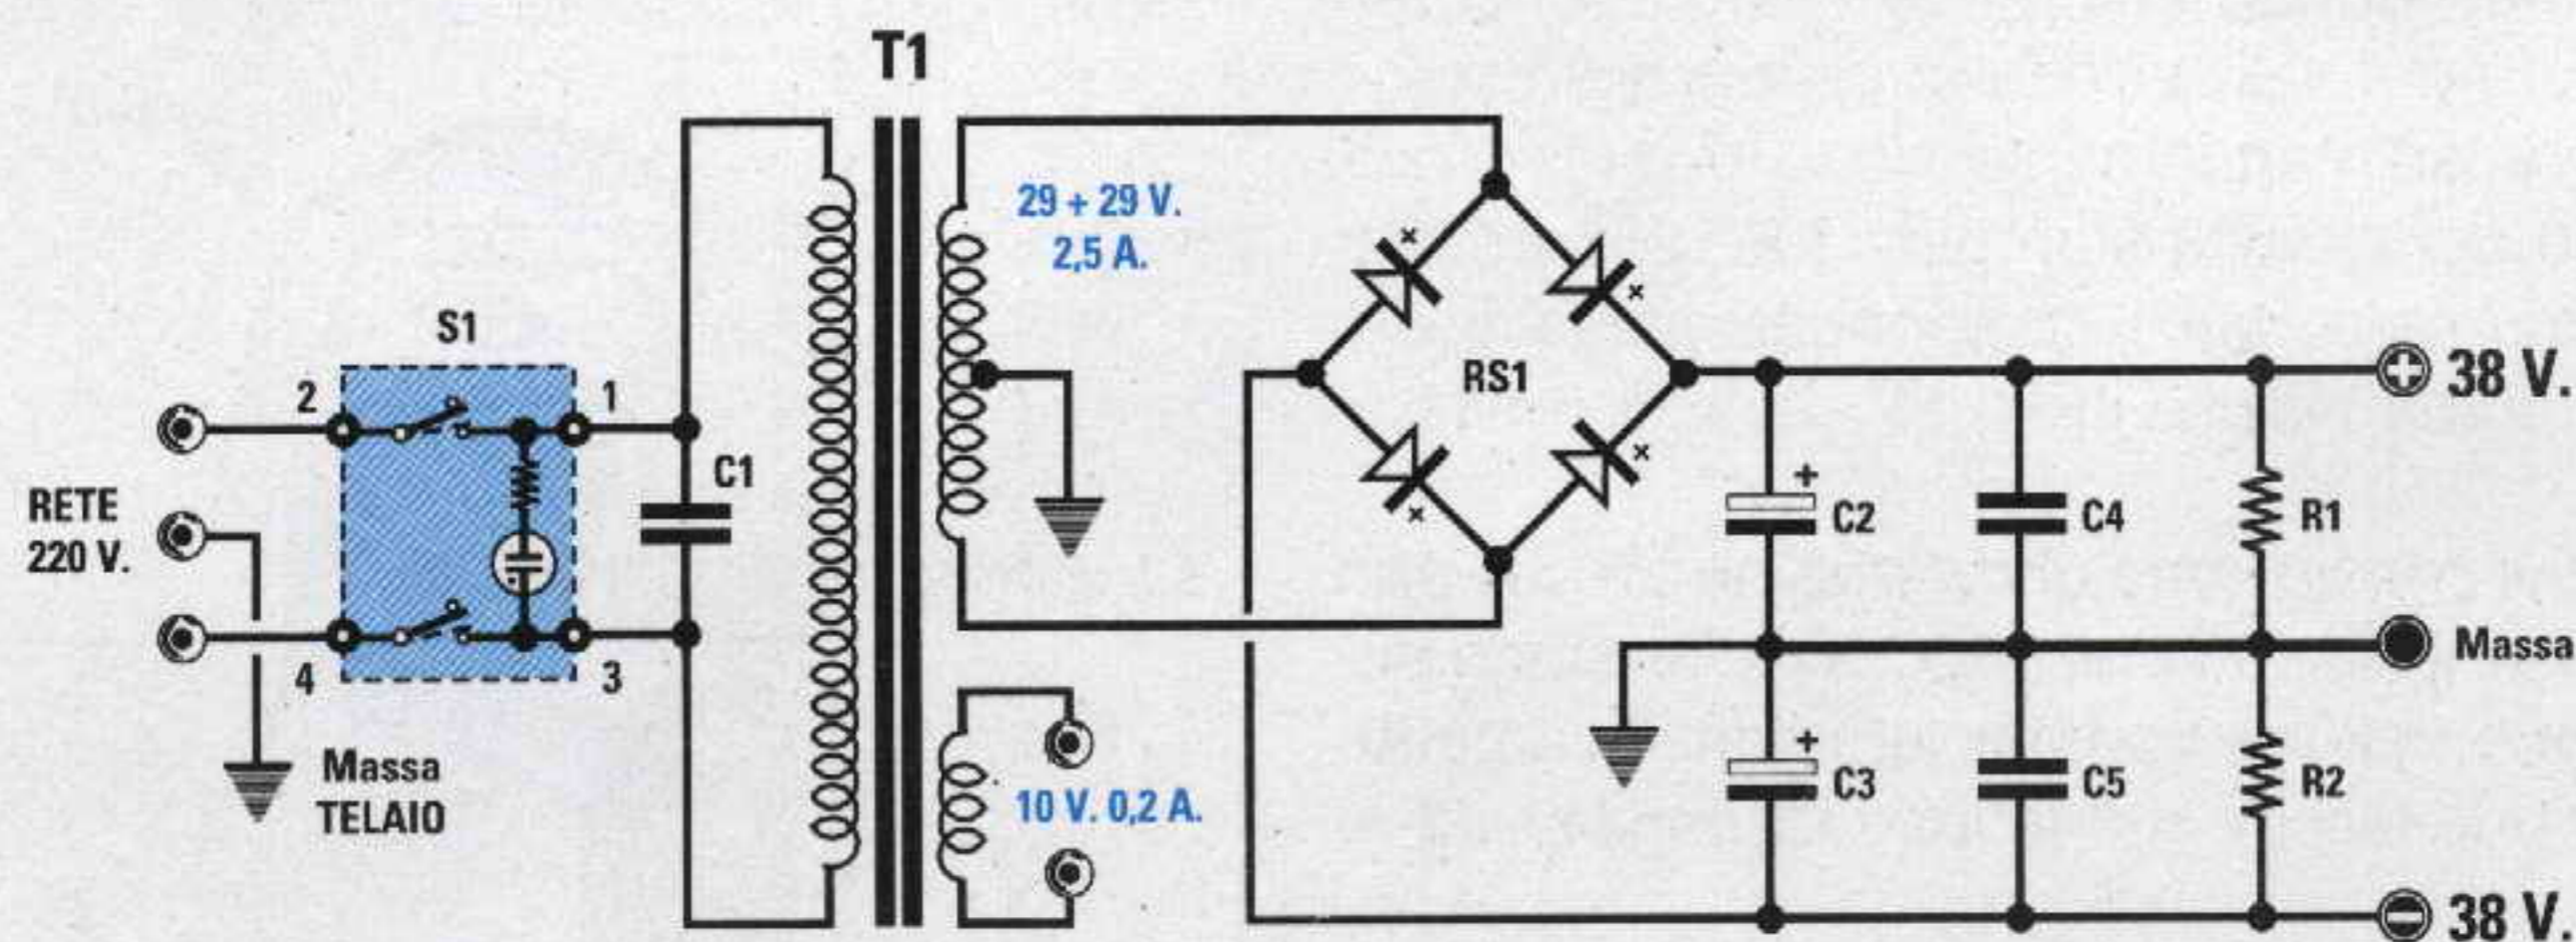 T1
29 + 29 V.
2,5 A.
S1
2
1
RS1
+ 38 V.
C1
+
C2
C4
R1
RETE
220 V.
4
3
Massa
Massa
TELAIO
+
C3
C5
R2
10 V. 0,2 A.
- 38 V.